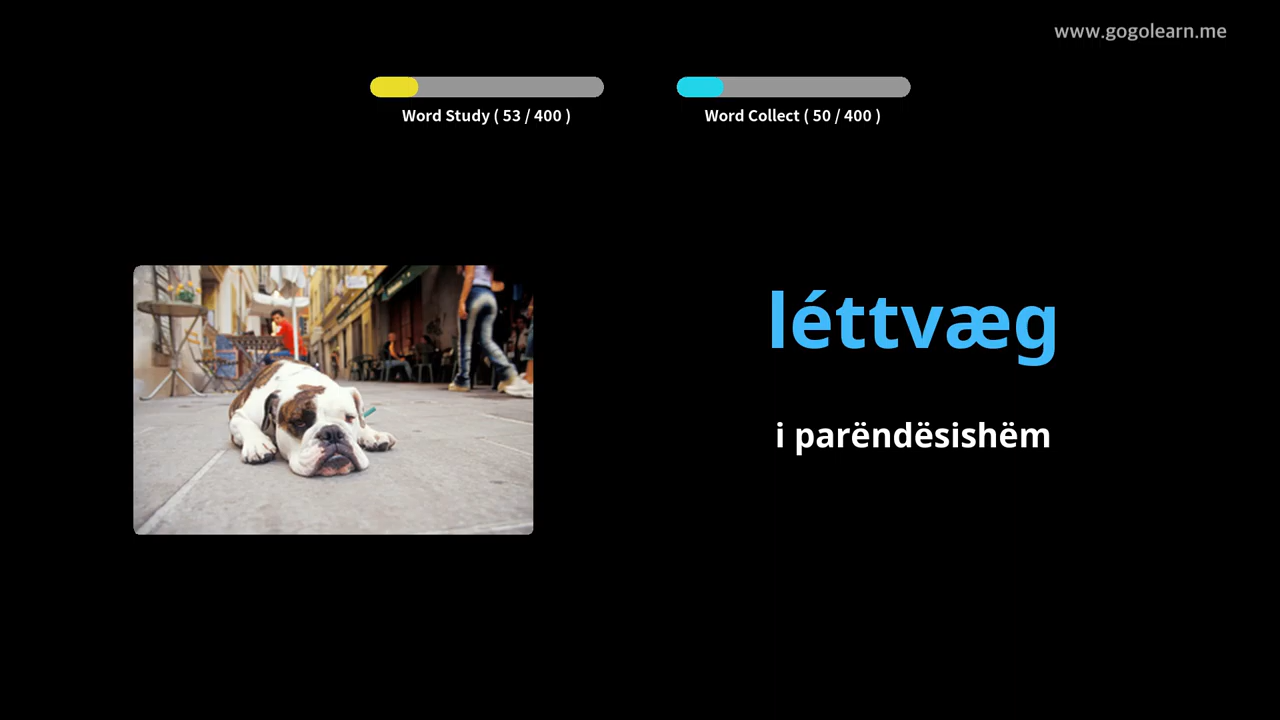 www.gogolearn.me
Word Study ( 53 / 400 )
Word Collect ( 50 / 400 )
léttvæg
i parëndësishëm